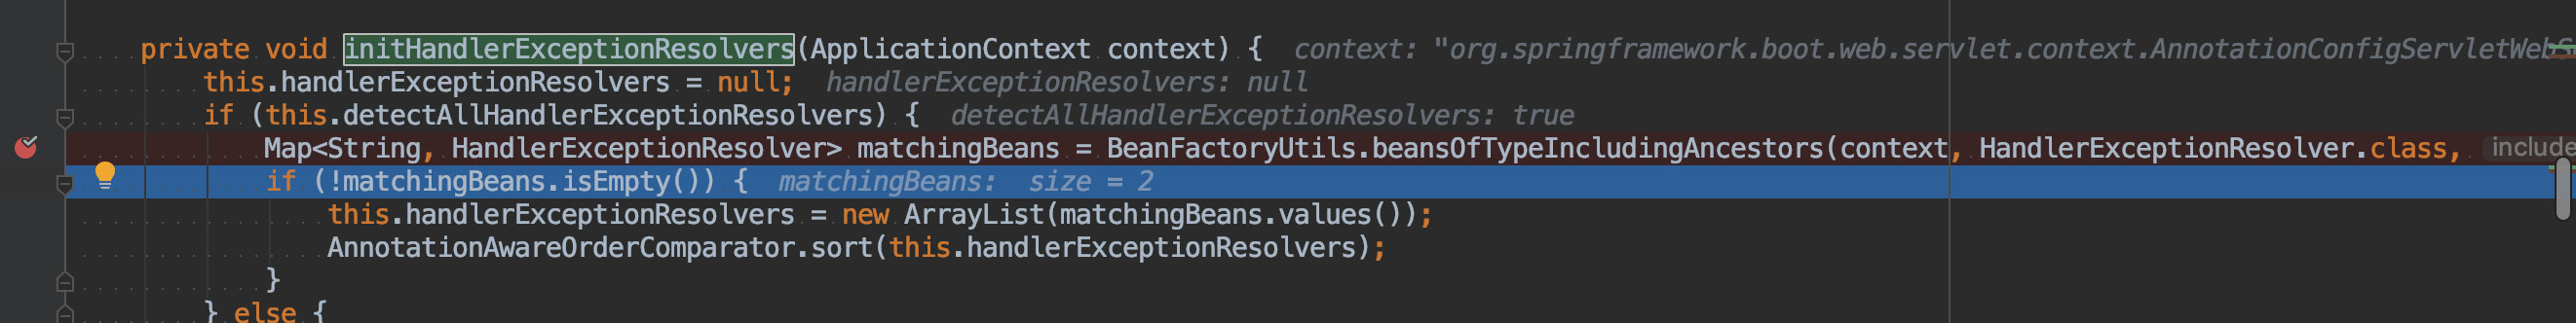 private void initHandlerExceptionResolvers(ApplicationContext context) {  context: "org.springframework.boot.web.servlet.context.AnnotationConfigServletWebSe
this.handlerExceptionResolvers = null;  handlerExceptionResolvers: null
if (this.detectAllHandlerExceptionResolvers) {  detectAllHandlerExceptionResolvers: true
Map<String, HandlerExceptionResolver> matchingBeans = BeanFactoryUtils.beansOfTypeIncludingAncestors(context, HandlerExceptionResolver.class, include
if (!matchingBeans.isEmpty()) {  matchingBeans:  size = 2
this.handlerExceptionResolvers = new ArrayList(matchingBeans.values());
AnnotationAwareOrderComparator.sort(this.handlerExceptionResolvers);
}
} else {